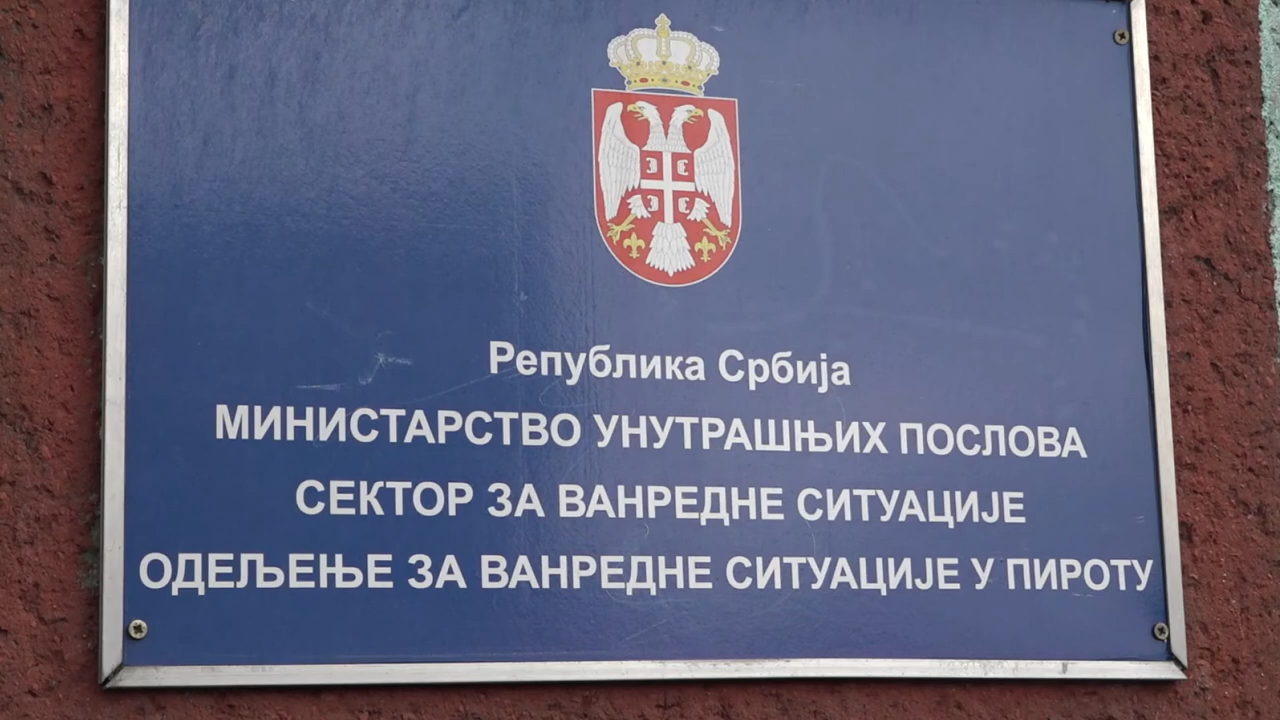 Република Србија
МИНИСТАРСТВО УНУТРАШЊИХ ПОСЛОВА
СЕКТОР ЗА ВАНРЕДНЕ СИТУАЦИЈЕ
ОДЕЉЕЊЕ ЗА ВАНРЕДНЕ СИТУАЦИЈЕ У ПИРОТУ